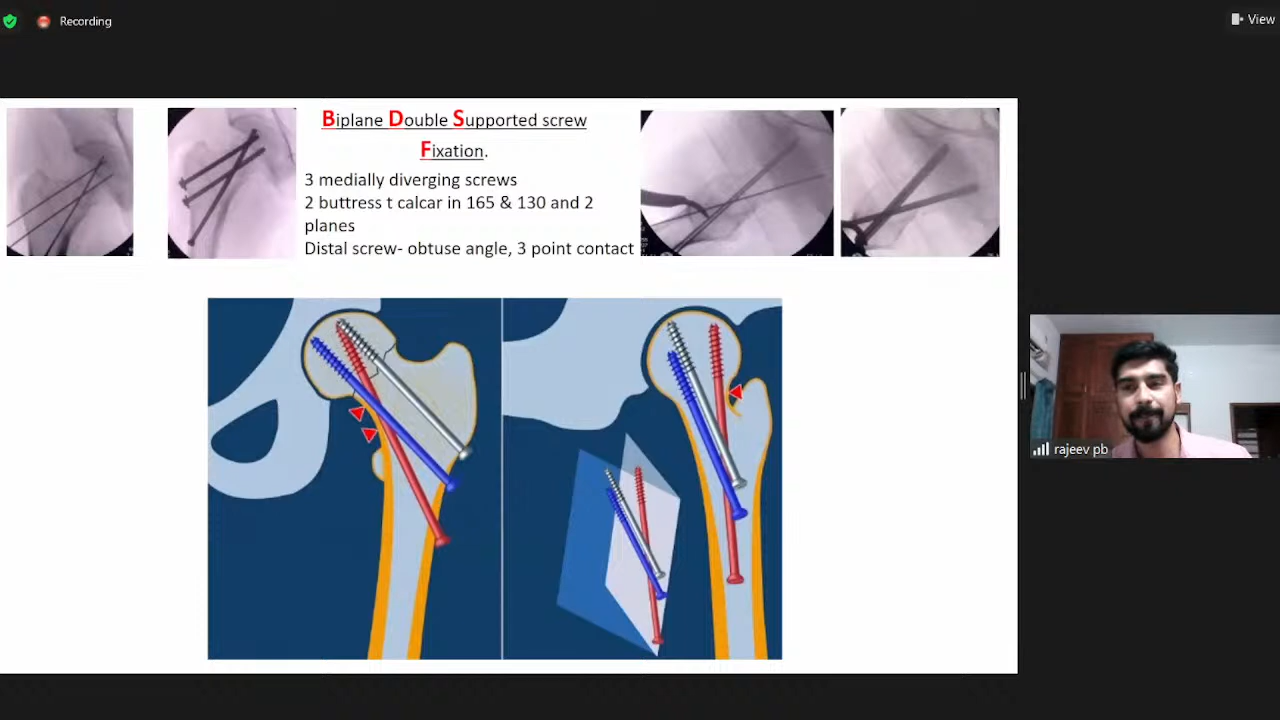 Recording
View
Biplane Double Supported screw
Fixation.
3 medially diverging screws
2 buttress t calcar in 165 & 130 and 2
planes
Distal screw- obtuse angle, 3 point contact
rajeev pb